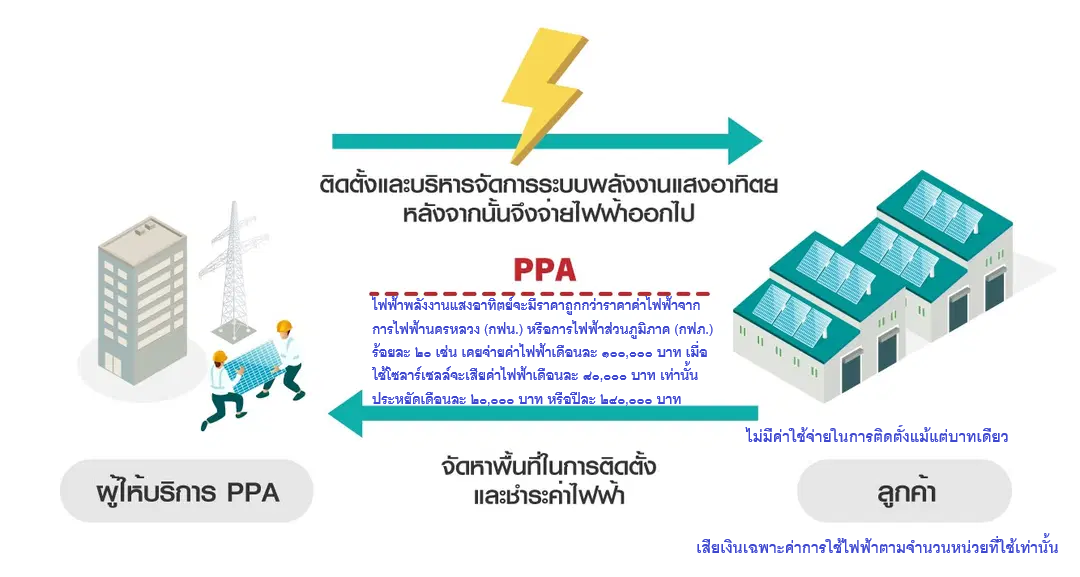 ติดตั้งและบริหารจัดการระบบพลังงานแสงอาทิตย
หลังจากนั้นจึงจ่ายไฟฟ้าออกไป
PPA
ไฟฟ้าพลังงานแสงอาทิตย์จะมีราคาถูกกว่าราคาค่าไฟฟ้าจาก
การไฟฟ้านครหลวง (กฟน.) หรือการไฟฟ้าส่วนภูมิภาค (กฟภ.)
ร้อยละ ๒๐ เช่น เคยจ่ายค่าไฟฟ้าเดือนละ ๑๐๐,๐๐๐ บาท เมื่อ
ใช้โซลาร์เซลล์จะเสียค่าไฟฟ้าเดือนละ ๘๐,๐๐๐ บาท เท่านั้น
ประหยัดเดือนละ ๒๐,๐๐๐ บาท หรือปีละ ๒๔๐,๐๐๐ บาท
ไม่มีค่าใช้จ่ายในการติดตั้งแม้แต่บาทเดียว
จัดหาพื้นที่ในการติดตั้ง
และชำระค่าไฟฟ้า
ผู้ให้บริการ PPA
ลูกค้า
เสียเงินเฉพาะค่าการใช้ไฟฟ้าตามจำนวนหน่วยที่ใช้เท่านั้น